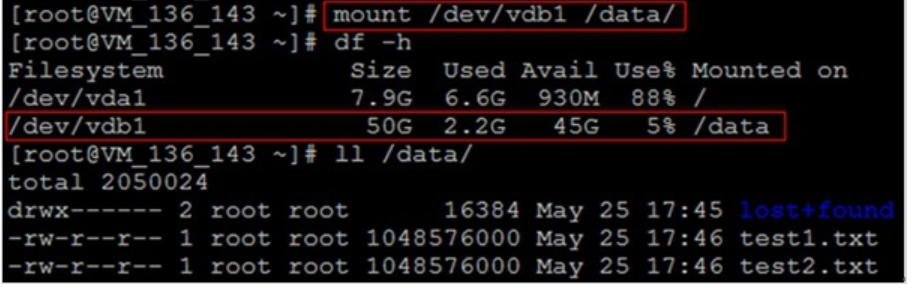 [root@VM_136_143 ~]# mount /dev/vdb1 /data/
[root@VM_136_143 ~]# df -h
Filesystem Size Used Avail Use% Mounted on
/dev/vda1 7.9G 6.6G 930M 88% /
/dev/vdb1 50G 2.2G 45G 5% /data
[root@VM_136_143 ~]# ll /data/
total 2050024
drwx------ 2 root root 16384 May 25 17:45 lost+found
-rw-r--r-- 1 root root 1048576000 May 25 17:46 test1.txt
-rw-r--r-- 1 root root 1048576000 May 25 17:46 test2.txt